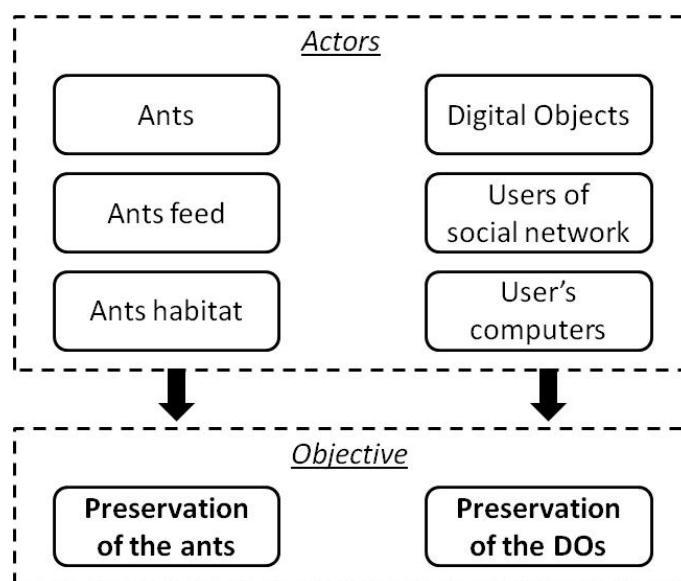 Actors
Ants
Digital Objects
Ants feed
Users of
social network
Ants habitat
User's
computers
Objective
Preservation
of the ants
Preservation
of the DOs